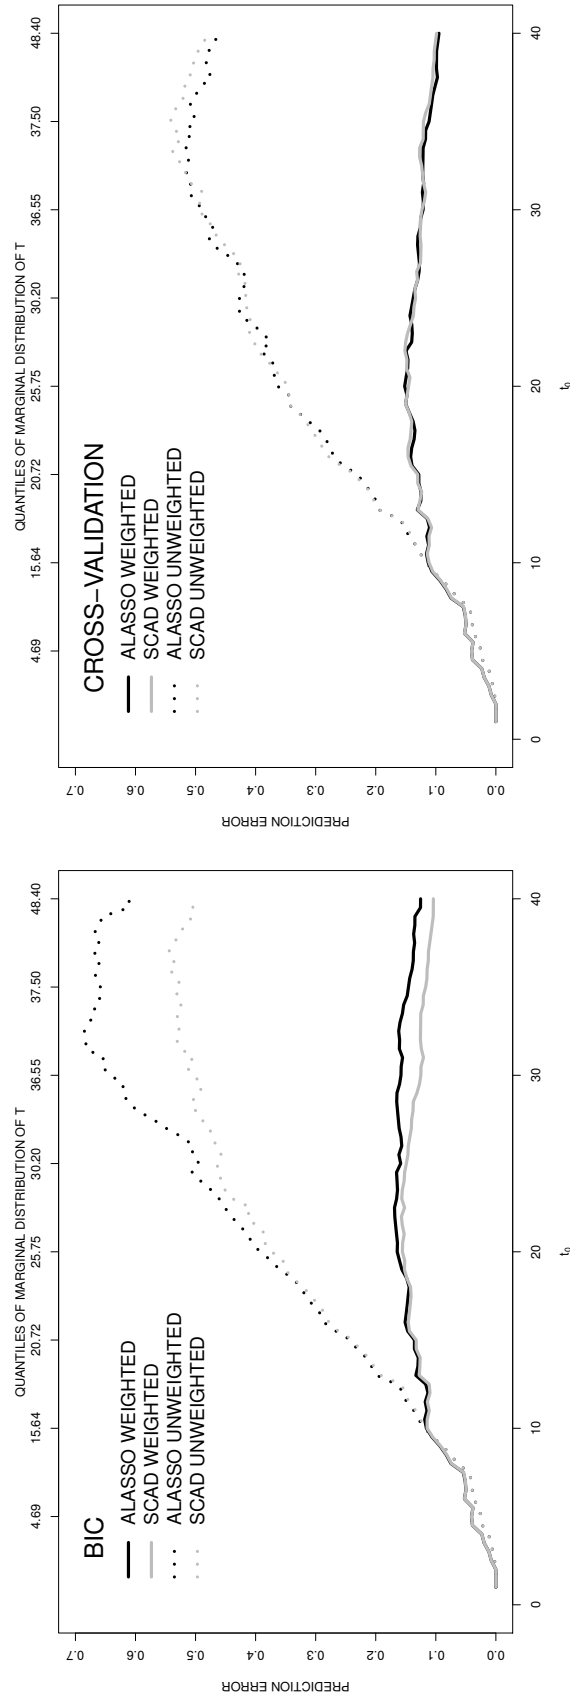 QUANTILES OF MARGINAL DISTRIBUTION OF T
4.69 15.64 20.72 25.75 30.20 36.55 37.50 48.40
BIC
ALASSO WEIGHTED
SCAD WEIGHTED
ALASSO UNWEIGHTED
SCAD UNWEIGHTED
PREDICTION ERROR
0.0 0.1 0.2 0.3 0.4 0.5 0.6 0.7
0 10 20 30 40
t₀
QUANTILES OF MARGINAL DISTRIBUTION OF T
4.69 15.64 20.72 25.75 30.20 36.55 37.50 48.40
CROSS−VALIDATION
ALASSO WEIGHTED
SCAD WEIGHTED
ALASSO UNWEIGHTED
SCAD UNWEIGHTED
PREDICTION ERROR
0.0 0.1 0.2 0.3 0.4 0.5 0.6 0.7
0 10 20 30 40
t₀